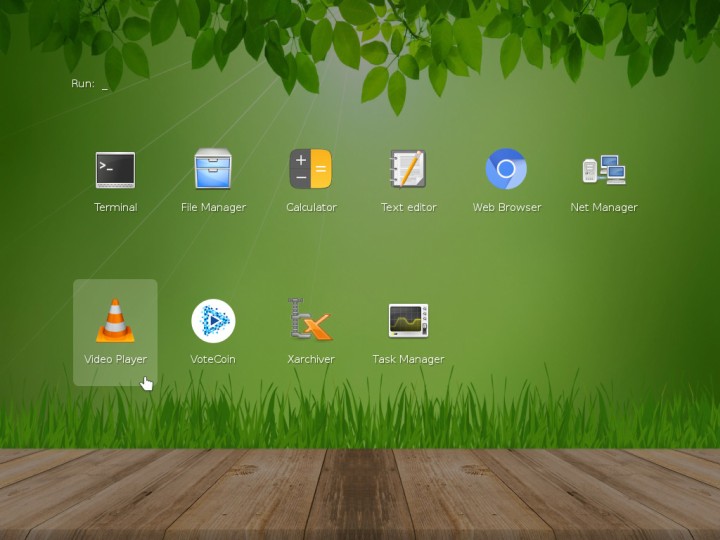 Run: _
>_
Terminal
File Manager
Calculator
Text editor
Web Browser
Net Manager
Video Player
VoteCoin
Xarchiver
Task Manager